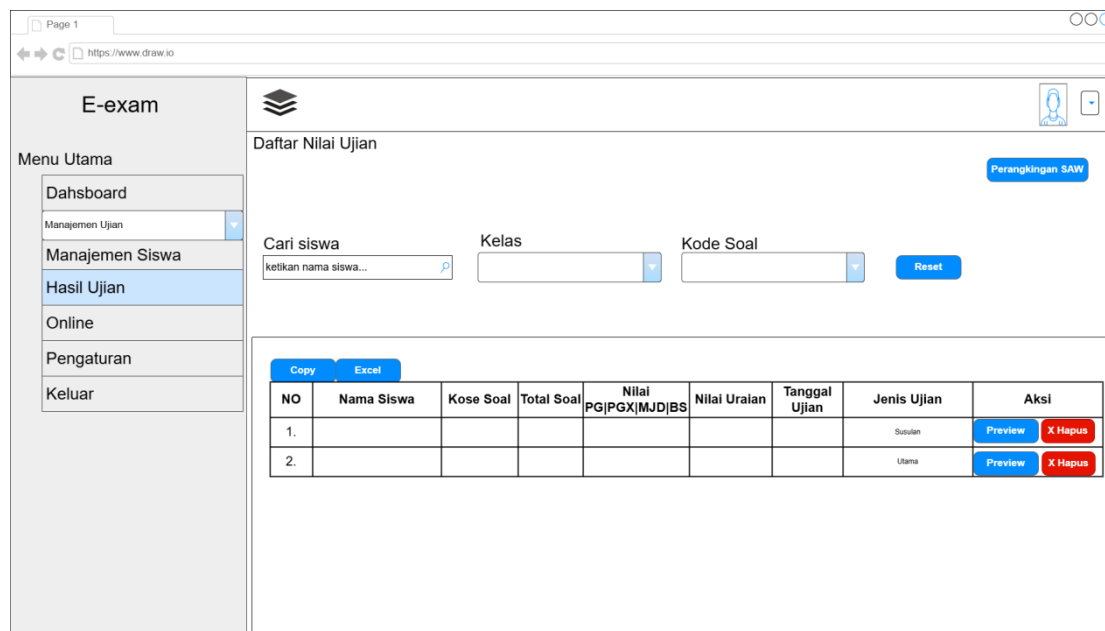 Page 1
https://www.draw.io
E-exam
Menu Utama
Dahsboard
Manajemen Ujian
Manajemen Siswa
Hasil Ujian
Online
Pengaturan
Keluar
Daftar Nilai Ujian
Perangkingan SAW
Cari siswa
ketikan nama siswa...
Kelas
Kode Soal
Reset
Copy Excel
NO Nama Siswa Kose Soal Total Soal Nilai PG|PGX|MJD|BS Nilai Uraian Tanggal Ujian Jenis Ujian Aksi
1. Susulan Preview X Hapus
2. Utama Preview X Hapus